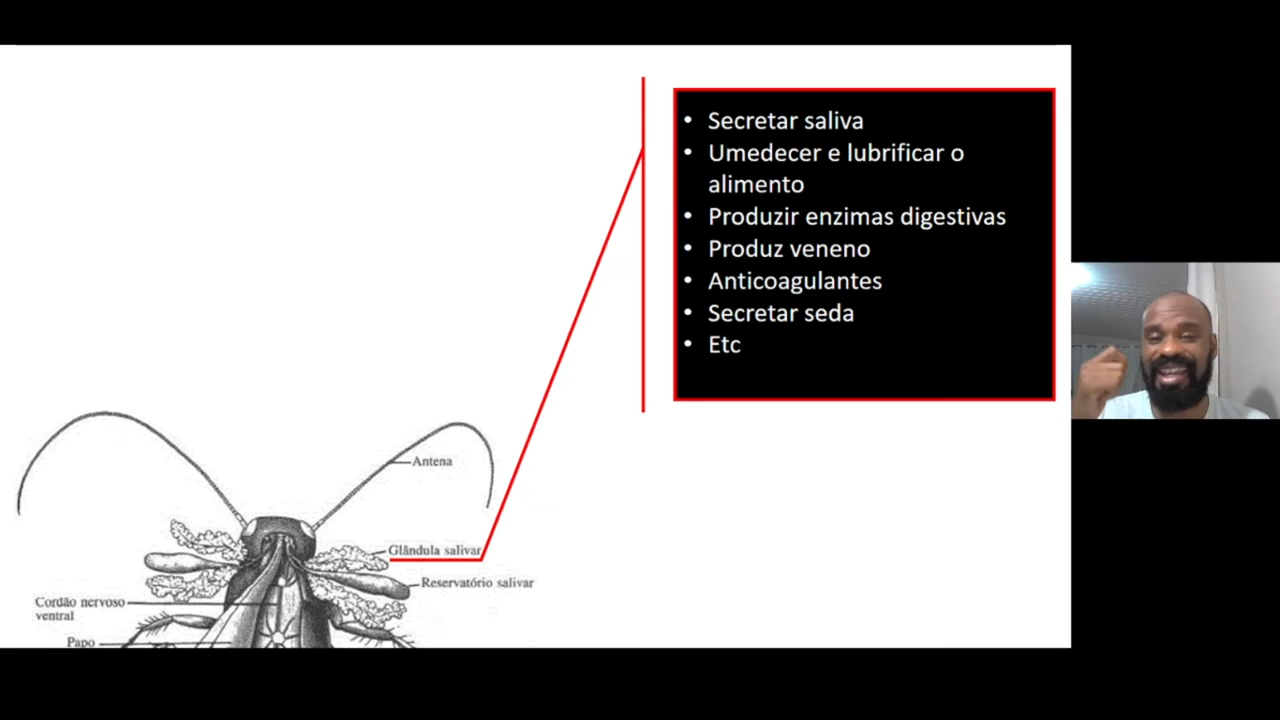 • Secretar saliva
• Umedecer e lubrificar o
alimento
• Produzir enzimas digestivas
• Produz veneno
• Anticoagulantes
• Secretar seda
• Etc
Antena
Glândula salivar
Reservatório salivar
Cordão nervoso
ventral
Papo